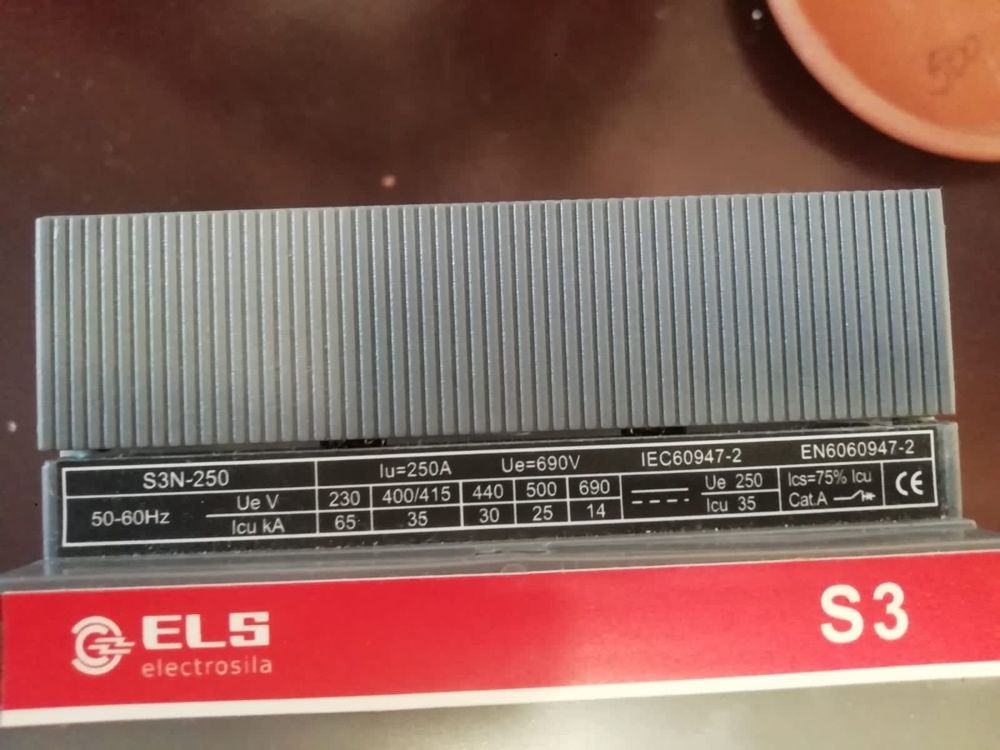 500
S3N-250 Iu=250A Ue=690V IEC60947-2 EN6060947-2
50-60Hz Ue V 230 400/415 440 500 690 Ue 250 Ics=75% Icu CE
Icu kA 65 35 30 25 14 Icu 35 Cat.A
ELS S3
electrosila